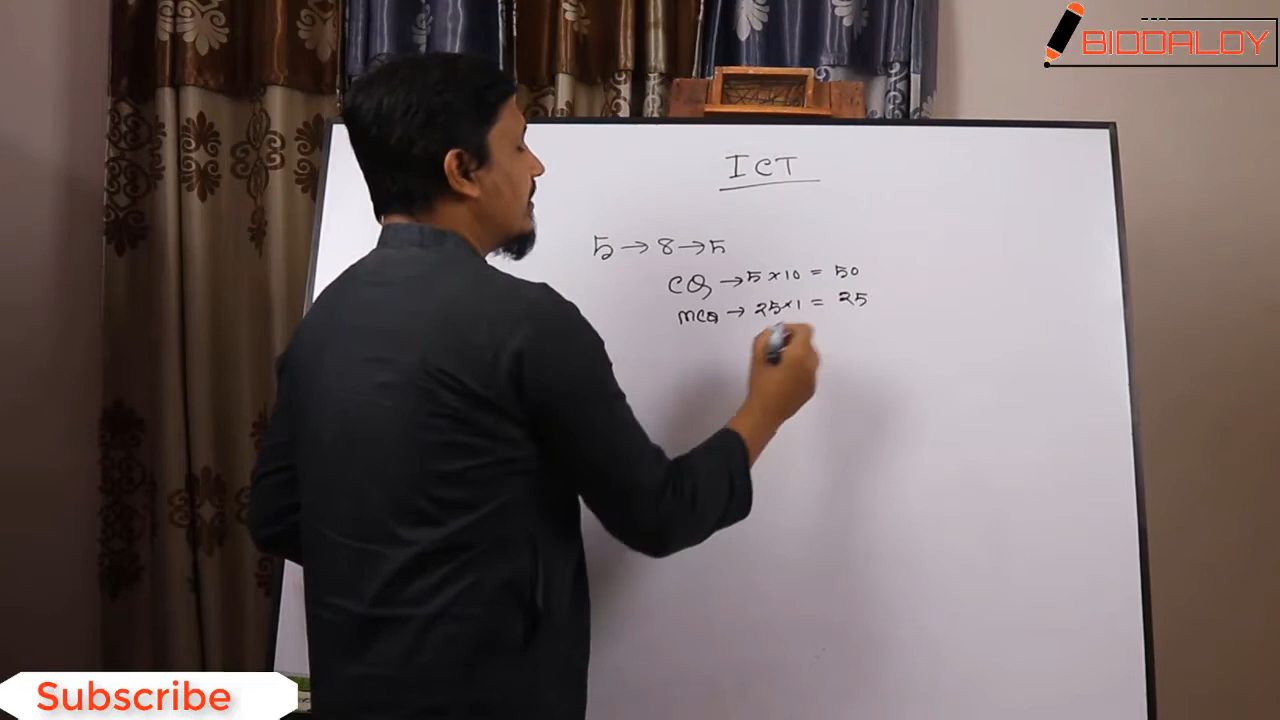 BIDDALOY
ICT
5 → 8 → 5
CQ → 5 × 10 = 50
MCQ → 25 × 1 = 25
Subscribe